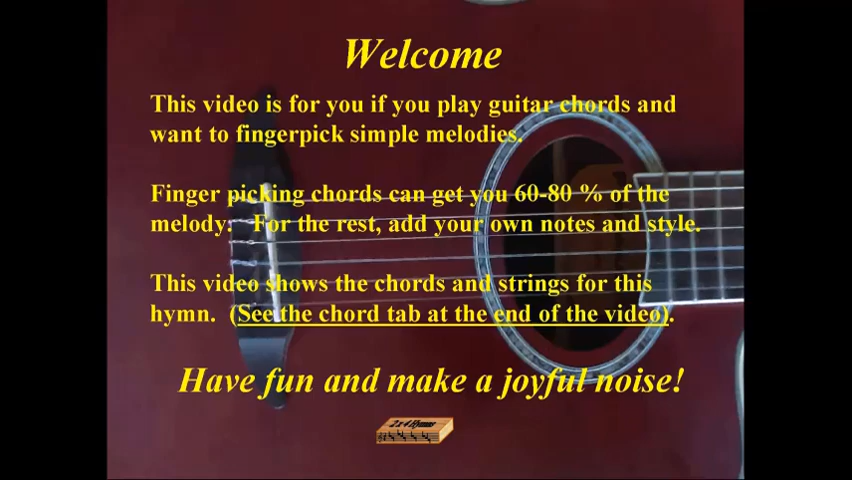 Welcome
This video is for you if you play guitar chords and
want to fingerpick simple melodies.
Finger picking chords can get you 60-80 % of the
melody.   For the rest, add your own notes and style.
This video shows the chords and strings for this
hymn.  (See the chord tab at the end of the video).
Have fun and make a joyful noise!
2 x 4 Hymns